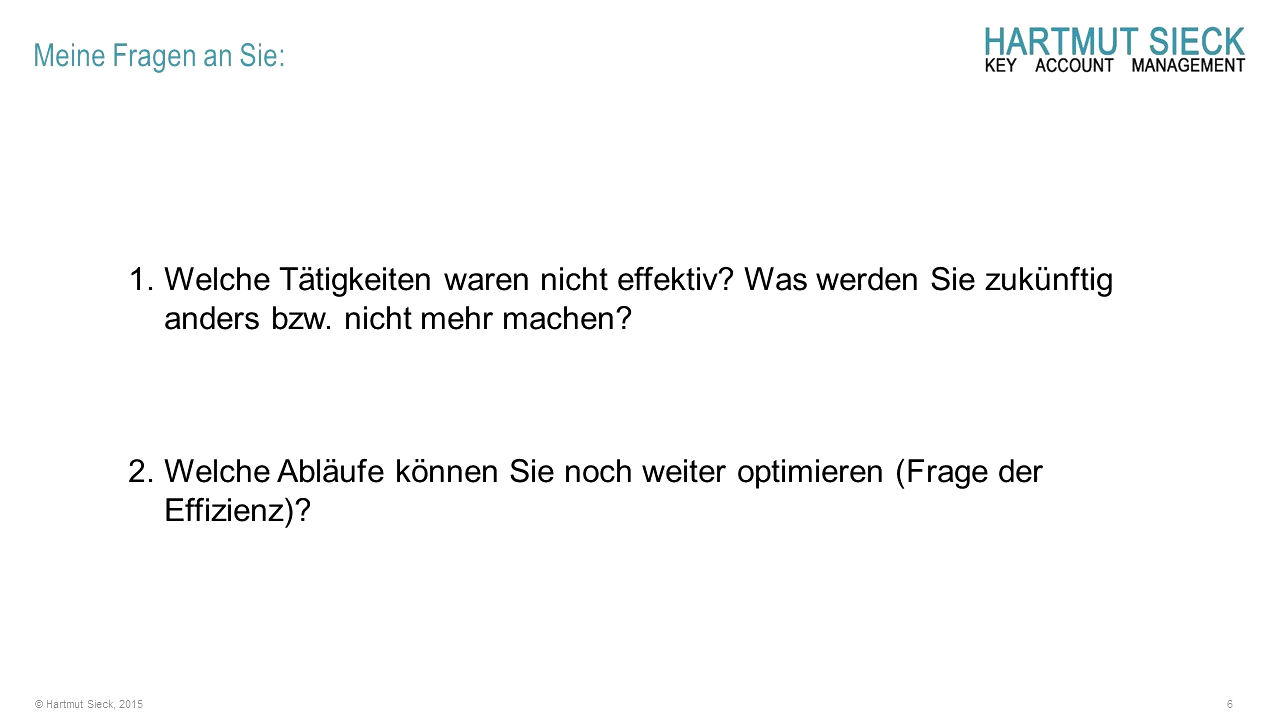 Meine Fragen an Sie:
HARTMUT SIECK
KEY ACCOUNT MANAGEMENT
1. Welche Tätigkeiten waren nicht effektiv? Was werden Sie zukünftig
anders bzw. nicht mehr machen?
2. Welche Abläufe können Sie noch weiter optimieren (Frage der
Effizienz)?
© Hartmut Sieck, 2015
6